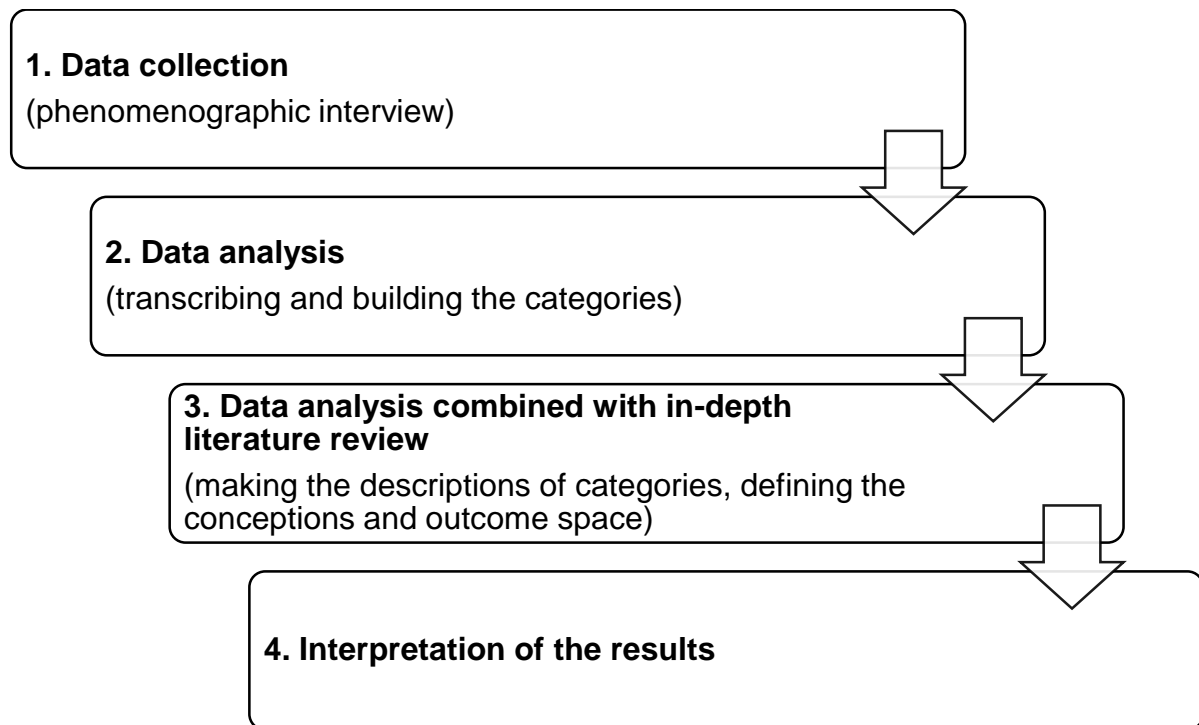 1. Data collection
(phenomenographic interview)
2. Data analysis
(transcribing and building the categories)
3. Data analysis combined with in-depth
literature review
(making the descriptions of categories, defining the
conceptions and outcome space)
4. Interpretation of the results